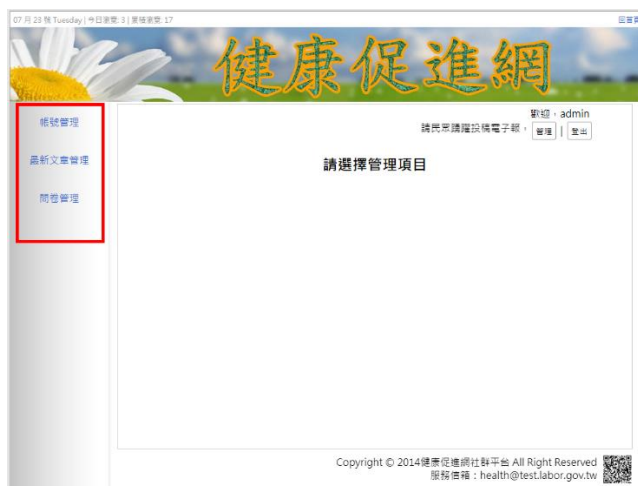 07 月 23 號 Tuesday | 今日瀏覽: 3 | 累積瀏覽: 17
回首頁
健康促進網
帳號管理
最新文章管理
問卷管理
歡迎，admin
請民眾踴躍投稿電子報， 管理 | 登出
請選擇管理項目
Copyright © 2014健康促進網社群平台 All Right Reserved
服務信箱：health@test.labor.gov.tw